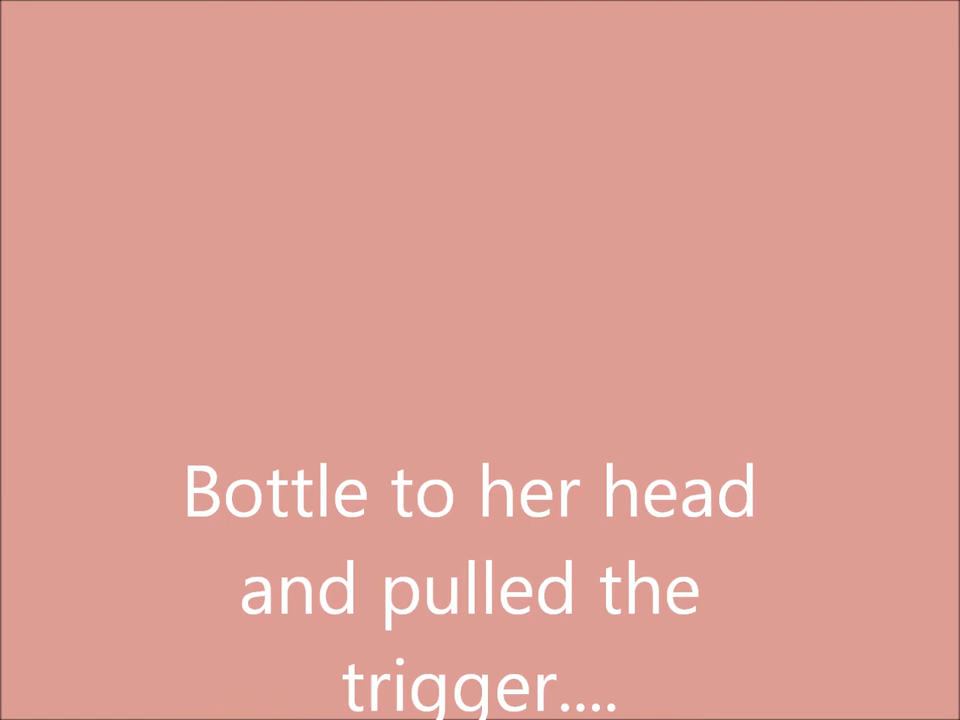 Bottle to her head
and pulled the
trigger....